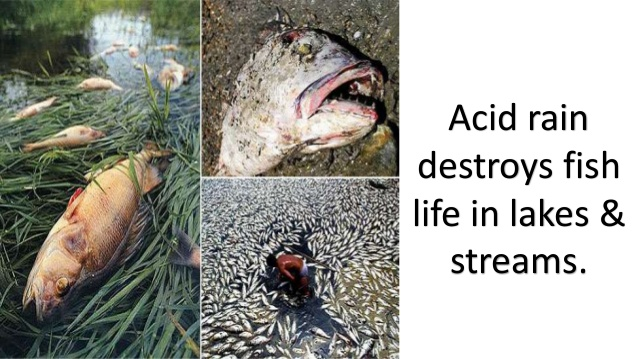 Acid rain
destroys fish
life in lakes &
streams.